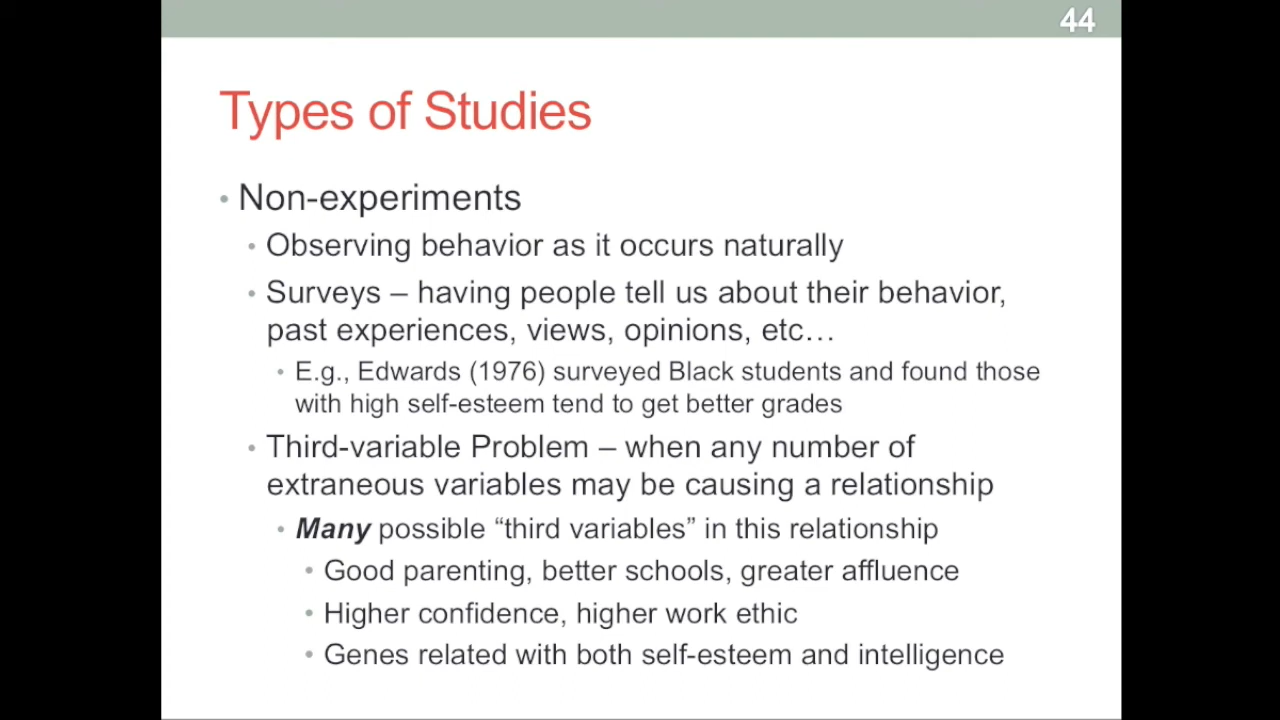 44
Types of Studies
• Non-experiments
• Observing behavior as it occurs naturally
• Surveys – having people tell us about their behavior,
past experiences, views, opinions, etc…
• E.g., Edwards (1976) surveyed Black students and found those
with high self-esteem tend to get better grades
• Third-variable Problem – when any number of
extraneous variables may be causing a relationship
• Many possible “third variables” in this relationship
• Good parenting, better schools, greater affluence
• Higher confidence, higher work ethic
• Genes related with both self-esteem and intelligence